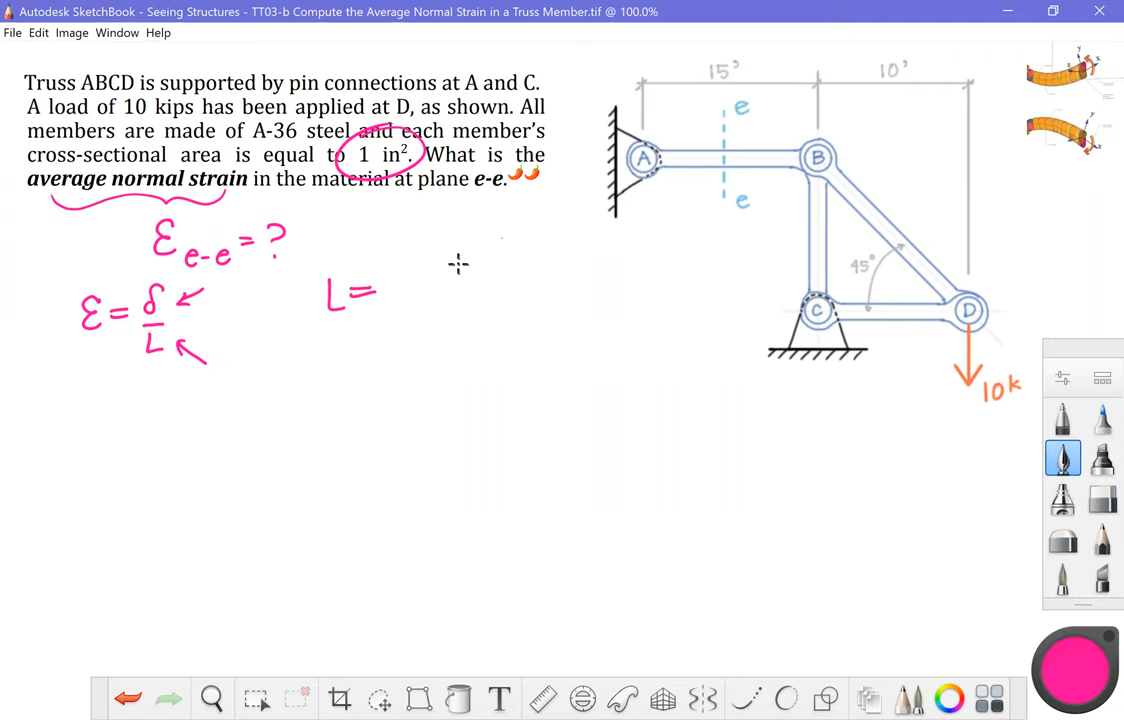 Autodesk SketchBook - Seeing Structures - TT03-b Compute the Average Normal Strain in a Truss Member.tif @ 100.0%
File Edit Image Window Help
Truss ABCD is supported by pin connections at A and C.
A load of 10 kips has been applied at D, as shown. All
members are made of A-36 steel and each member's
cross-sectional area is equal to 1 in². What is the
average normal strain in the material at plane e-e.
Ɛ e-e = ?
Ɛ = δ
L
L =
15' 10'
e
A B
e
45°
C D
10k
T